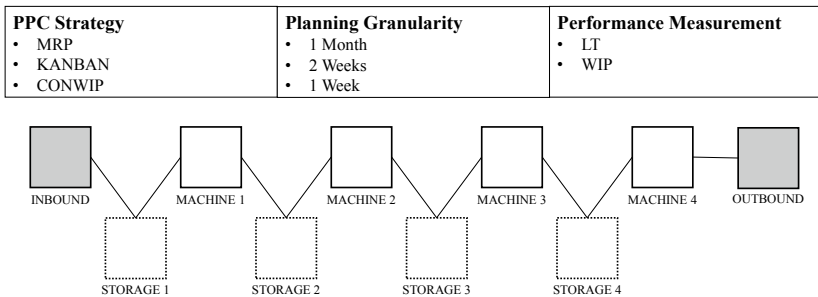 PPC Strategy
• MRP
• KANBAN
• CONWIP
Planning Granularity
• 1 Month
• 2 Weeks
• 1 Week
Performance Measurement
• LT
• WIP
INBOUND
MACHINE 1
MACHINE 2
MACHINE 3
MACHINE 4
OUTBOUND
STORAGE 1
STORAGE 2
STORAGE 3
STORAGE 4